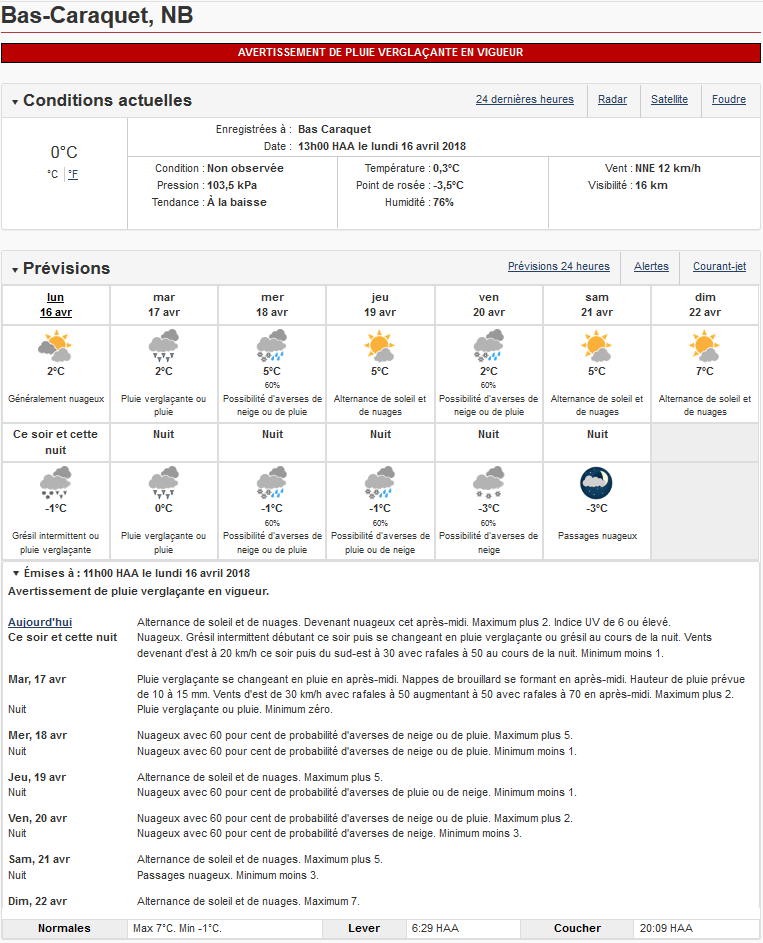 Bas-Caraquet, NB
AVERTISSEMENT DE PLUIE VERGLAÇANTE EN VIGUEUR
Conditions actuelles
24 dernières heures
Radar
Satellite
Foudre
0°C
°C
°F
Enregistrées à : Bas Caraquet
Date : 13h00 HAA le lundi 16 avril 2018
Condition : Non observée
Pression : 103,5 kPa
Tendance : À la baisse
Température : 0,3°C
Point de rosée : -3,5°C
Humidité : 76%
Vent : NNE 12 km/h
Visibilité : 16 km
Prévisions
Prévisions 24 heures
Alertes
Courant-jet
lun
16 avr
mar
17 avr
mer
18 avr
jeu
19 avr
ven
20 avr
sam
21 avr
dim
22 avr
2°C
Généralement nuageux
2°C
Pluie verglaçante ou
pluie
5°C
60%
Possibilité d'averses de
neige ou de pluie
5°C
Alternance de soleil et
de nuages
2°C
60%
Possibilité d'averses de
neige ou de pluie
5°C
Alternance de soleil et
de nuages
7°C
Alternance de soleil et
de nuages
Ce soir et cette
nuit
Nuit
Nuit
Nuit
Nuit
Nuit
-1°C
Grésil intermittent ou
pluie verglaçante
0°C
Pluie verglaçante ou
pluie
-1°C
60%
Possibilité d'averses de
neige ou de pluie
-1°C
60%
Possibilité d'averses de
pluie ou de neige
-3°C
60%
Possibilité d'averses de
neige
-3°C
Passages nuageux
Émises à : 11h00 HAA le lundi 16 avril 2018
Avertissement de pluie verglaçante en vigueur.
Aujourd'hui Alternance de soleil et de nuages. Devenant nuageux cet après-midi. Maximum plus 2. Indice UV de 6 ou élevé.
Ce soir et cette nuit Nuageux. Grésil intermittent débutant ce soir puis se changeant en pluie verglaçante ou grésil au cours de la nuit. Vents
devenant d'est à 20 km/h ce soir puis du sud-est à 30 avec rafales à 50 au cours de la nuit. Minimum moins 1.
Mar, 17 avr Pluie verglaçante se changeant en pluie en après-midi. Nappes de brouillard se formant en après-midi. Hauteur de pluie prévue
de 10 à 15 mm. Vents d'est de 30 km/h avec rafales à 50 augmentant à 50 avec rafales à 70 en après-midi. Maximum plus 2.
Nuit Pluie verglaçante ou pluie. Minimum zéro.
Mer, 18 avr Nuageux avec 60 pour cent de probabilité d'averses de neige ou de pluie. Maximum plus 5.
Nuit Nuageux avec 60 pour cent de probabilité d'averses de neige ou de pluie. Minimum moins 1.
Jeu, 19 avr Alternance de soleil et de nuages. Maximum plus 5.
Nuit Nuageux avec 60 pour cent de probabilité d'averses de pluie ou de neige. Minimum moins 1.
Ven, 20 avr Nuageux avec 60 pour cent de probabilité d'averses de neige ou de pluie. Maximum plus 2.
Nuit Nuageux avec 60 pour cent de probabilité d'averses de neige. Minimum moins 3.
Sam, 21 avr Alternance de soleil et de nuages. Maximum plus 5.
Nuit Passages nuageux. Minimum moins 3.
Dim, 22 avr Alternance de soleil et de nuages. Maximum 7.
Normales Max 7°C. Min -1°C. Lever 6:29 HAA Coucher 20:09 HAA